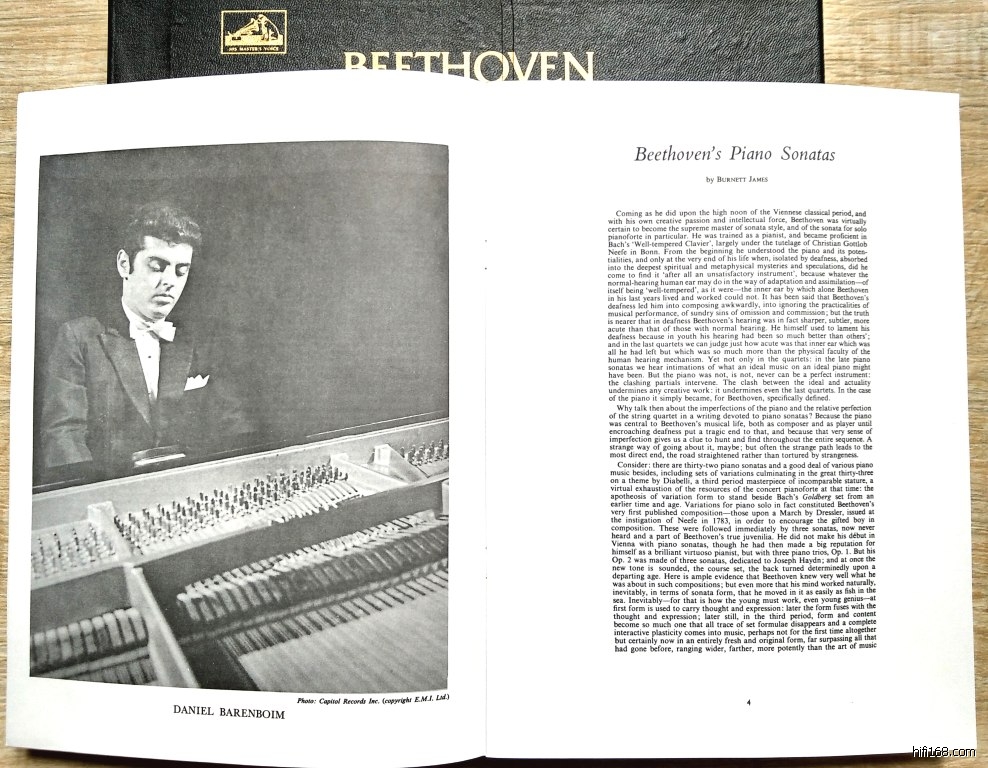 HIS MASTER'S VOICE
BEETHOVEN
Photo: Capitol Records Inc. (copyright E.M.I. Ltd.)
DANIEL BARENBOIM
Beethoven's Piano Sonatas
by BURNETT JAMES
Coming as he did upon the high noon of the Viennese classical period, and
with his own creative passion and intellectual force, Beethoven was virtually
certain to become the supreme master of sonata style, and of the sonata for solo
pianoforte in particular. He was trained as a pianist, and became proficient in
Bach's 'Well-tempered Clavier', largely under the tutelage of Christian Gottlob
Neefe in Bonn. From the beginning he understood the piano and its poten-
tialities, and only at the very end of his life when, isolated by deafness, absorbed
into the deepest spiritual and metaphysical mysteries and speculations, did he
come to find it 'after all an unsatisfactory instrument', because whatever the
normal-hearing human ear may do in the way of adaptation and assimilation—of
itself being 'well-tempered', as it were—the inner ear by which alone Beethoven
in his last years lived and worked could not. It has been said that Beethoven's
deafness led him into composing awkwardly, into ignoring the practicalities of
musical performance, of sundry sins of omission and commission; but the truth
is nearer that in deafness Beethoven's hearing was in fact sharper, subtler, more
acute than that of those with normal hearing. He himself used to lament his
deafness because in youth his hearing had been so much better than others';
and in the last quartets we can judge just how acute was that inner ear which was
all he had left but which was so much more than the physical faculty of the
human hearing mechanism. Yet not only in the quartets: in the late piano
sonatas we hear intimations of what an ideal music on an ideal piano might
have been. But the piano was not, is not, never can be a perfect instrument:
the clashing partials intervene. The clash between the ideal and actuality
undermines any creative work: it undermines even the last quartets. In the case
of the piano it simply became, for Beethoven, specifically defined.
Why talk then about the imperfections of the piano and the relative perfection
of the string quartet in a writing devoted to piano sonatas? Because the piano
was central to Beethoven's musical life, both as composer and as player until
encroaching deafness put a tragic end to that, and because that very sense of
imperfection gives us a clue to hunt and find throughout the entire sequence. A
strange way of going about it, maybe; but often the strange path leads to the
most direct end, the road straightened rather than tortured by strangeness.
Consider: there are thirty-two piano sonatas and a good deal of various piano
music besides, including sets of variations culminating in the great thirty-three
on a theme by Diabelli, a third period masterpiece of incomparable stature, a
virtual exhaustion of the resources of the concert pianoforte at that time: the
apotheosis of variation form to stand beside Bach's Goldberg set from an
earlier time and age. Variations for piano solo in fact constituted Beethoven's
very first published composition—those upon a March by Dressler, issued at
the instigation of Neefe in 1783, in order to encourage the gifted boy in
composition. These were followed immediately by three sonatas, now never
heard and a part of Beethoven's true juvenilia. He did not make his début in
Vienna with piano sonatas, though he had then made a big reputation for
himself as a brilliant virtuoso pianist, but with three piano trios, Op. 1. But his
Op. 2 was made of three sonatas, dedicated to Joseph Haydn; and at once the
new tone is sounded, the course set, the back turned determinedly upon a
departing age. Here is ample evidence that Beethoven knew very well what he
was about in such compositions; but even more that his mind worked naturally,
inevitably, in terms of sonata form, that he moved in it as easily as fish in the
sea. Inevitably—for that is how the young must work, even young genius—at
first form is used to carry thought and expression: later the form fuses with the
thought and expression; later still, in the third period, form and content
become so much one that all trace of set formulae disappears and a complete
interactive plasticity comes into music, perhaps not for the first time altogether
but certainly now in an entirely fresh and original form, far surpassing all that
had gone before, ranging wider, farther, more potently than the art of music
4
hifi168.com